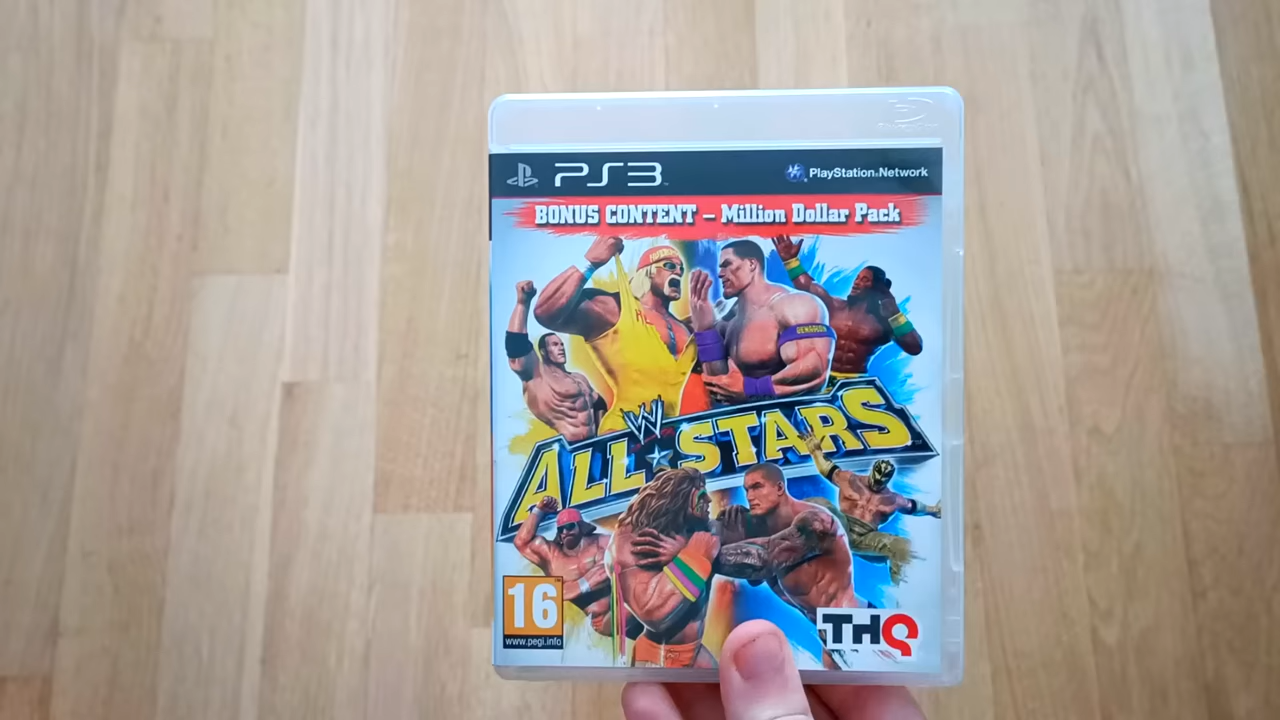 PS3
PlayStation Network
BONUS CONTENT – Million Dollar Pack
W
ALL STARS
16
www.pegi.info
THQ